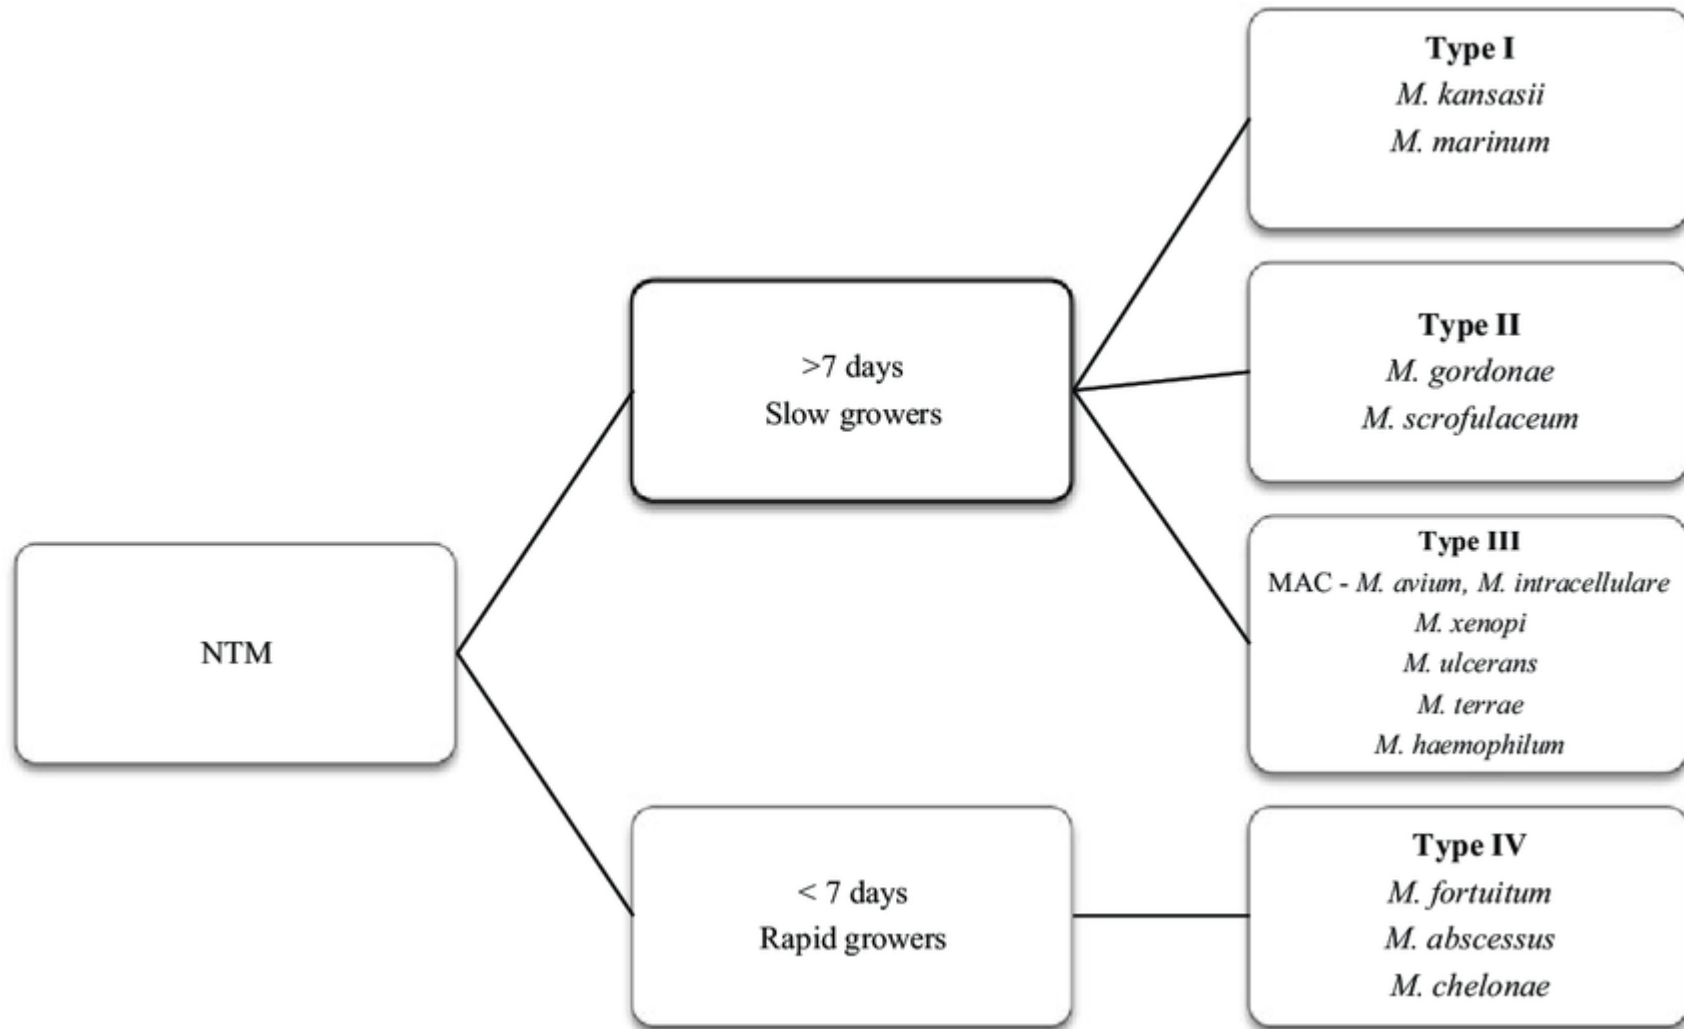 NTM
>7 days
Slow growers
< 7 days
Rapid growers
Type I
M. kansasii
M. marinum
Type II
M. gordonae
M. scrofulaceum
Type III
MAC - M. avium, M. intracellulare
M. xenopi
M. ulcerans
M. terrae
M. haemophilum
Type IV
M. fortuitum
M. abscessus
M. chelonae